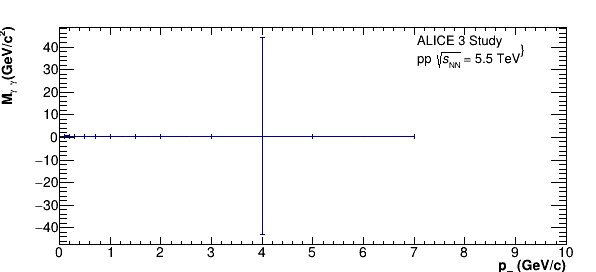 M_γγ (GeV/c²)
ALICE 3 Study
pp √s_NN = 5.5 TeV}
40
30
20
10
0
−10
−20
−30
−40
0 1 2 3 4 5 6 7 8 9 10
p_ (GeV/c)